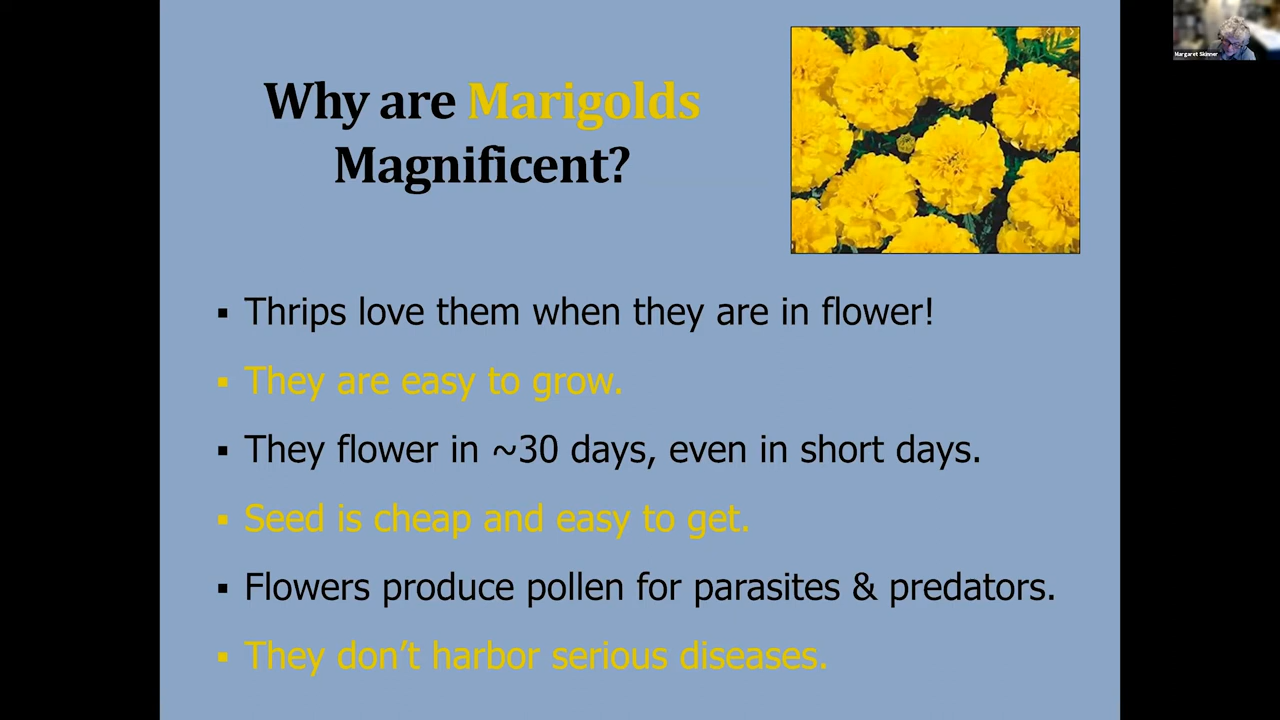 Why are Marigolds
Magnificent?
Margaret Skinner
▪ Thrips love them when they are in flower!
▪ They are easy to grow.
▪ They flower in ~30 days, even in short days.
▪ Seed is cheap and easy to get.
▪ Flowers produce pollen for parasites & predators.
▪ They don’t harbor serious diseases.